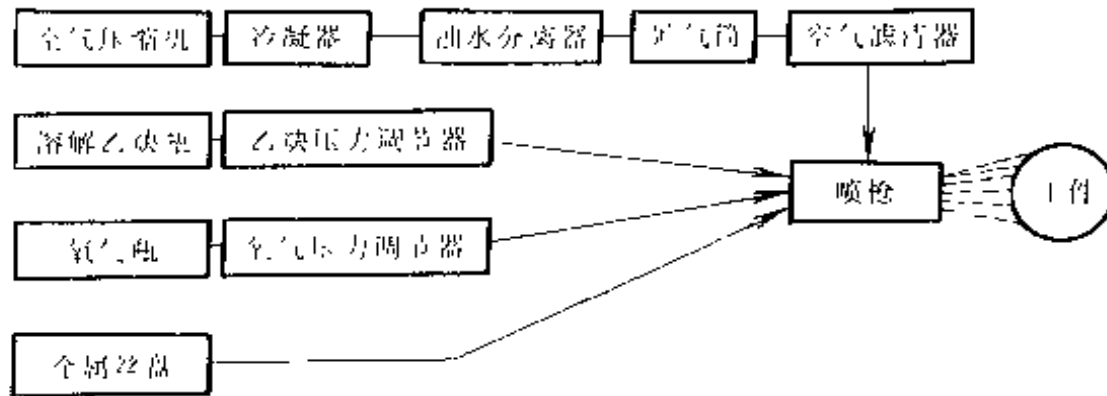 空气压缩机 冷凝器 油水分离器 贮气筒 空气滤清器
溶解乙炔瓶 乙炔压力调节器
喷枪 工件
氧气瓶 空气压力调节器
金属丝盘